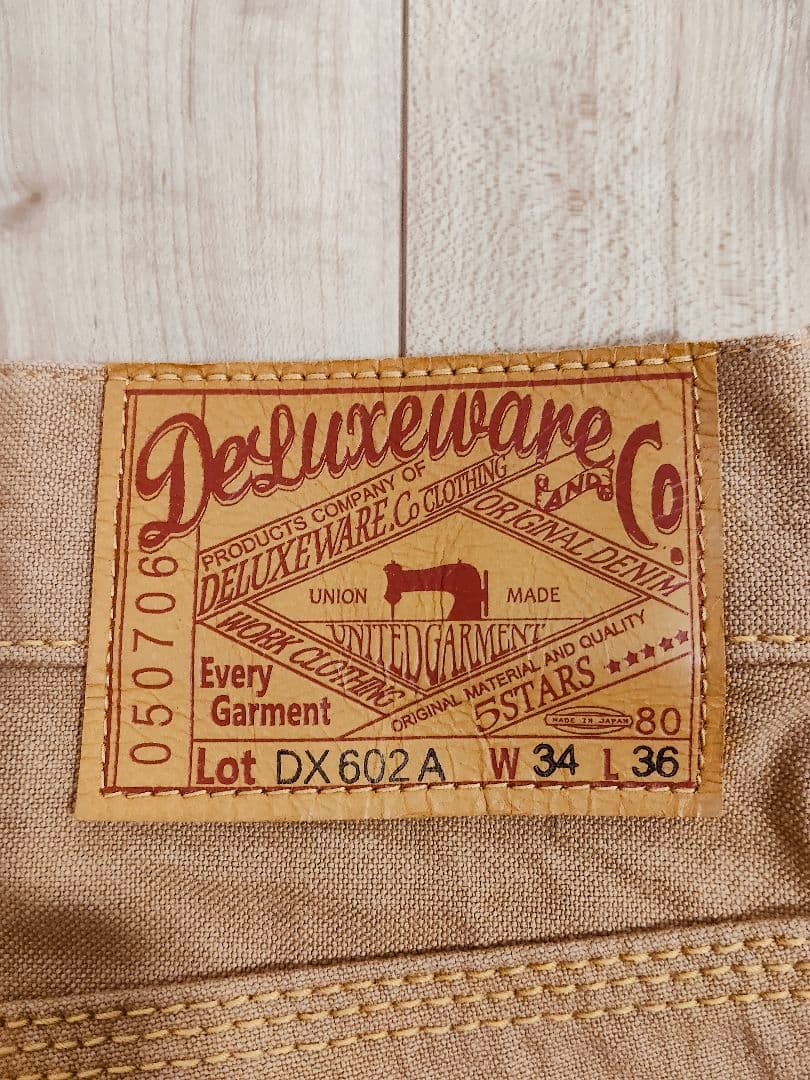 DeLuxeware
AND
Co.
PRODUCTS COMPANY OF
DELUXEWARE.Co CLOTHING
ORIGINAL DENIM
UNION MADE
UNITED GARMENT
WORK CLOTHING
ORIGINAL MATERIAL AND QUALITY
5STARS ★★★★★
MADE IN JAPAN
80
050706
Every
Garment
Lot DX602A W 34 L 36